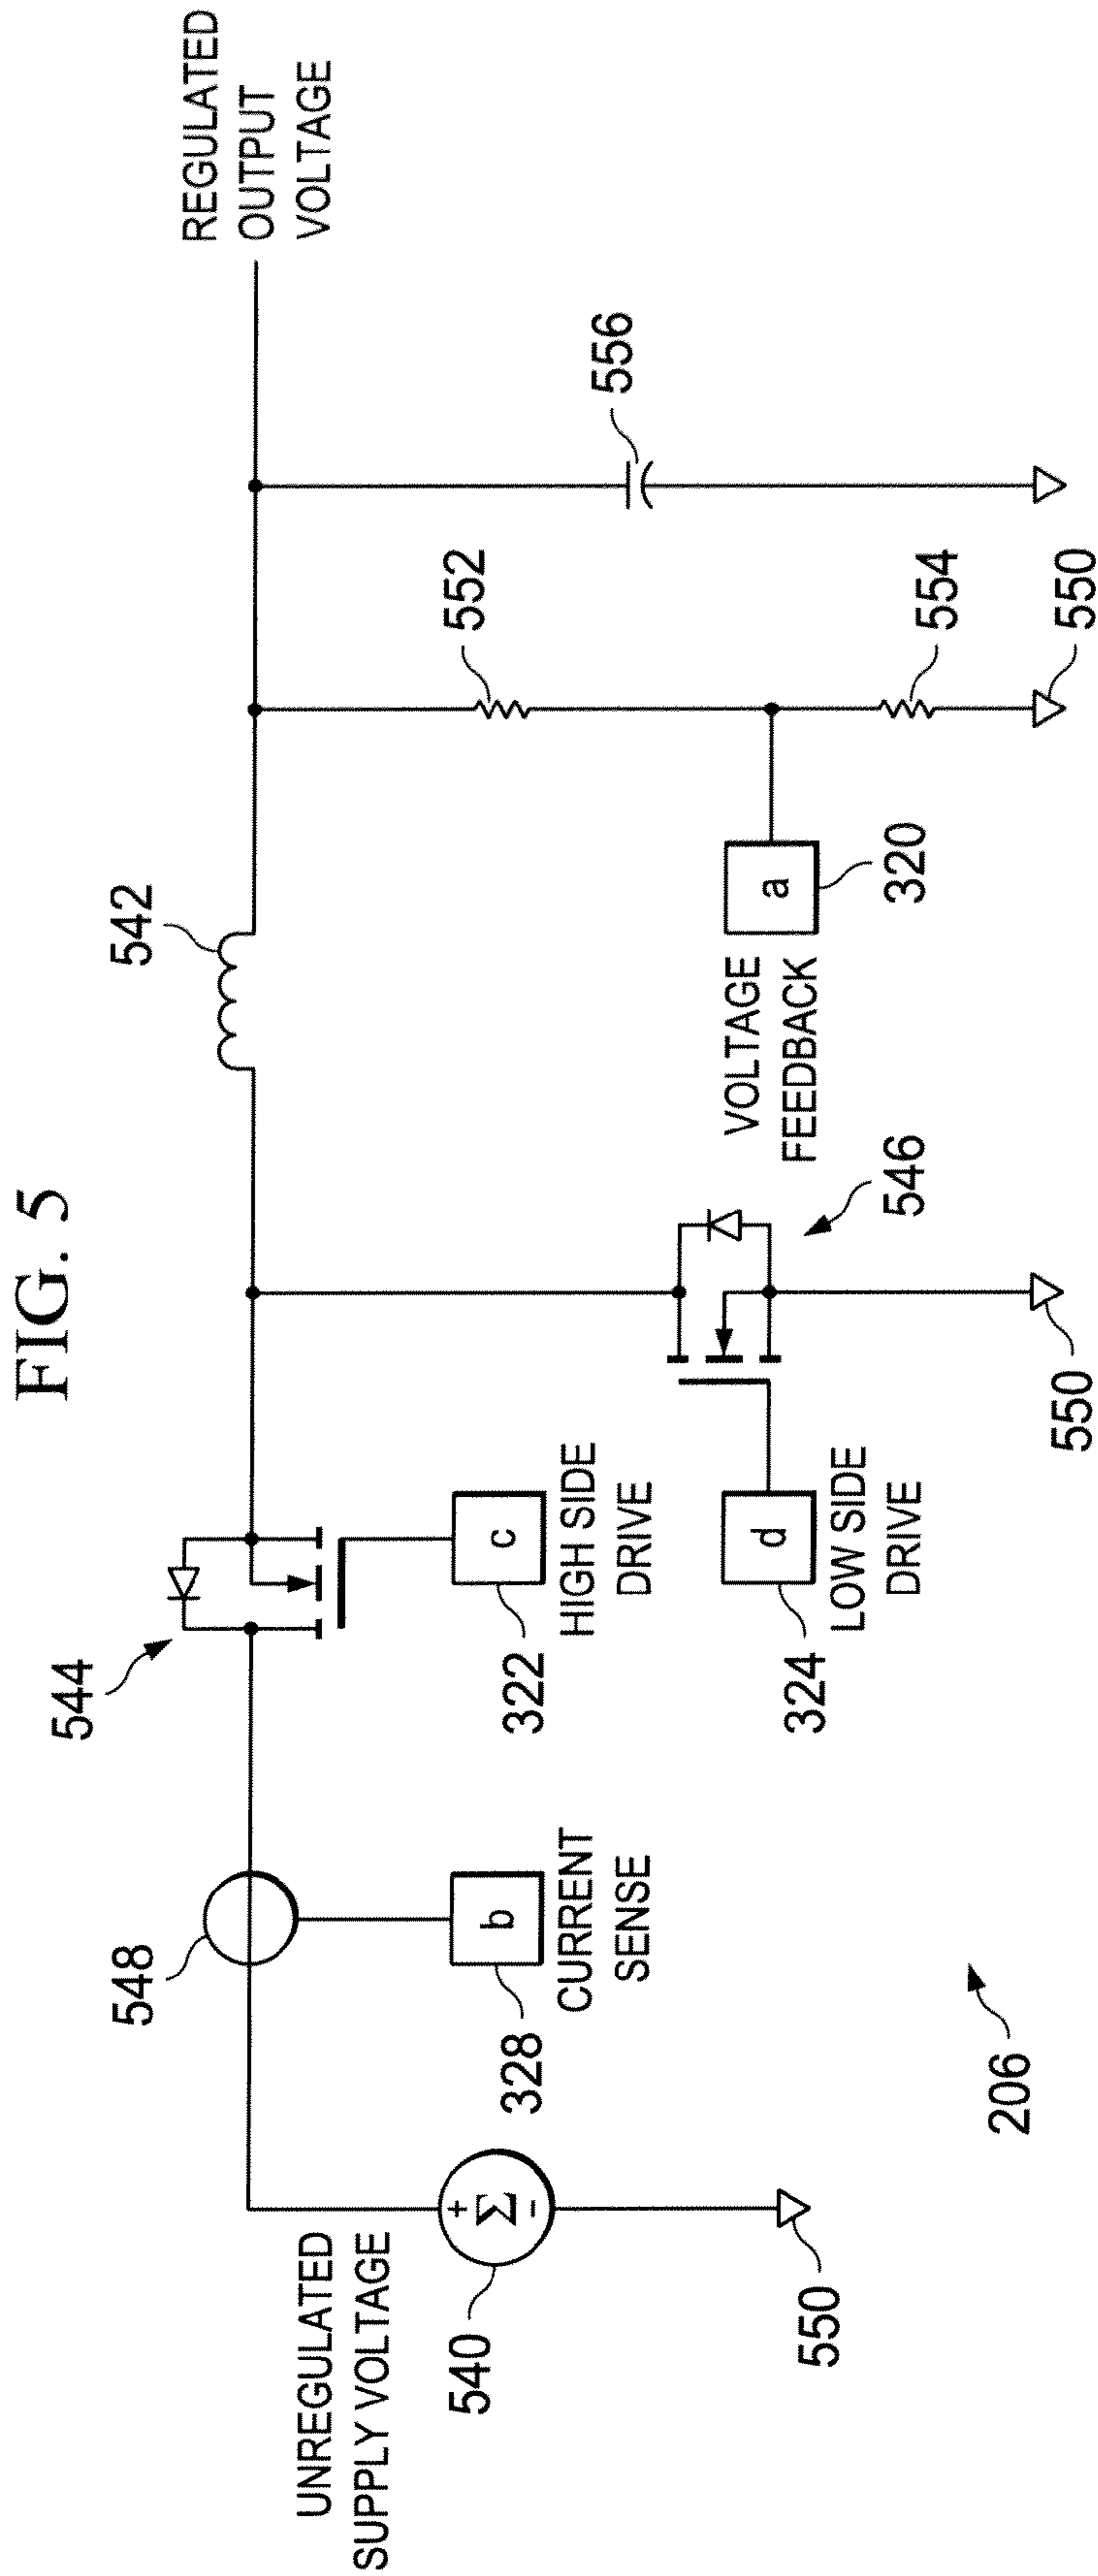 FIG. 5
UNREGULATED
SUPPLY VOLTAGE
540
+
Σ
−
550
548
b
328
CURRENT
SENSE
544
c
322
HIGH SIDE
DRIVE
d
324
LOW SIDE
DRIVE
546
550
542
VOLTAGE
FEEDBACK
a
320
552
554
550
556
REGULATED
OUTPUT
VOLTAGE
206